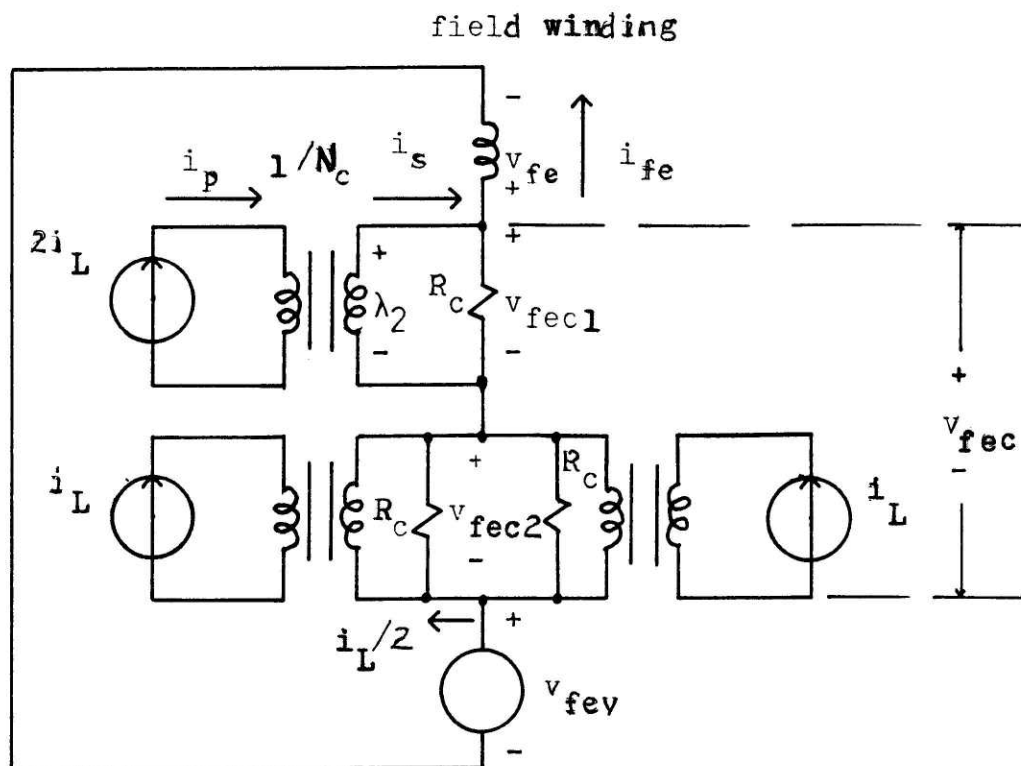 field winding
i_p
1/N_c
i_s
-
v_fe
+
i_fe
2i_L
+
λ_2
-
R_c
+
v_fec1
-
+
v_fec
-
i_L
R_c
+
v_fec2
-
R_c
i_L
i_L/2
+
v_fev
-